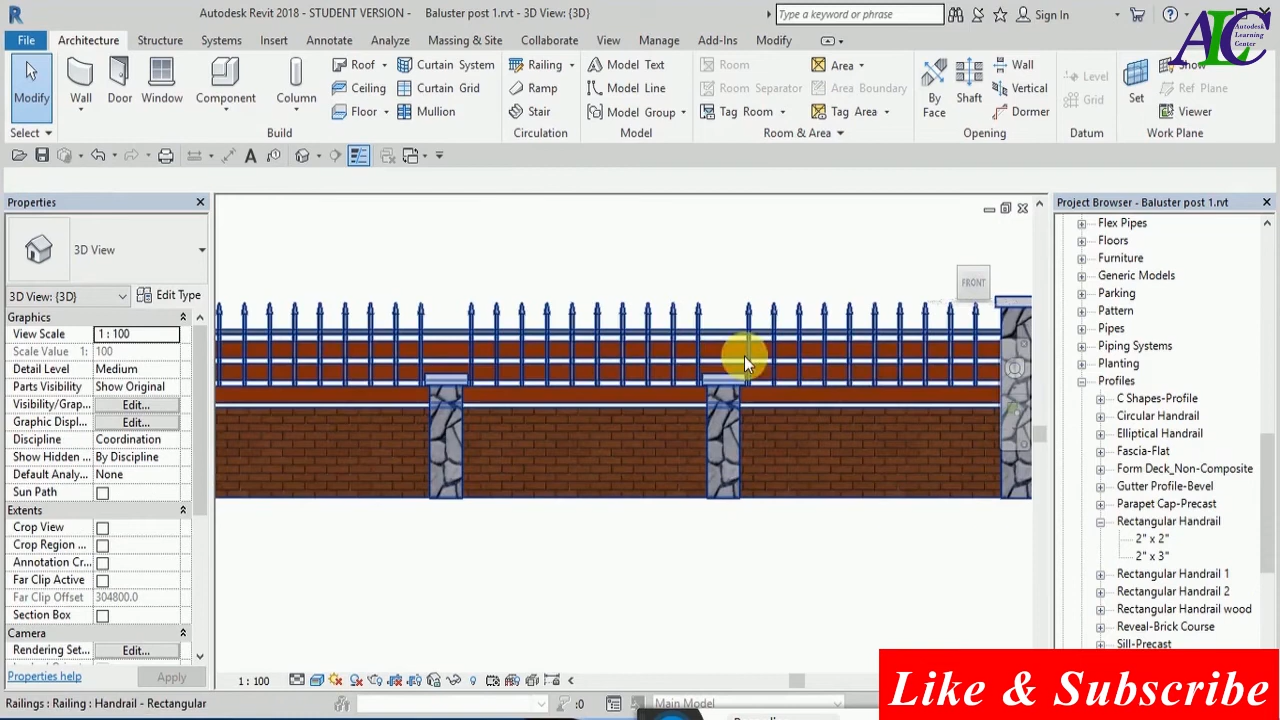 Autodesk Revit 2018 - STUDENT VERSION - Baluster post 1.rvt - 3D View: {3D}
Type a keyword or phrase
Sign In
ALC
Autodesk
Learning
Center
File Architecture Structure Systems Insert Annotate Analyze Massing & Site Collaborate View Manage Add-Ins Modify
Modify
Wall Door Window Component Column
Roof Curtain System
Ceiling Curtain Grid
Floor Mullion
Railing
Ramp
Stair
Model Text
Model Line
Model Group
Room
Room Separator
Tag Room
Area
Area Boundary
Tag Area
By
Face
Shaft
Wall
Vertical
Dormer
Level
Grid
Set
Show
Ref Plane
Viewer
Select Build Circulation Model Room & Area Opening Datum Work Plane
Properties
3D View
3D View: {3D} Edit Type
Graphics
View Scale 1 : 100
Scale Value 1: 100
Detail Level Medium
Parts Visibility Show Original
Visibility/Grap... Edit...
Graphic Displ... Edit...
Discipline Coordination
Show Hidden ... By Discipline
Default Analy... None
Sun Path
Extents
Crop View
Crop Region ...
Annotation Cr...
Far Clip Active
Far Clip Offset 304800.0
Section Box
Camera
Rendering Set... Edit...
Properties help Apply
FRONT
Project Browser - Baluster post 1.rvt
Flex Pipes
Floors
Furniture
Generic Models
Parking
Pattern
Pipes
Piping Systems
Planting
Profiles
C Shapes-Profile
Circular Handrail
Elliptical Handrail
Fascia-Flat
Form Deck_Non-Composite
Gutter Profile-Bevel
Parapet Cap-Precast
Rectangular Handrail
2" x 2"
2" x 3"
Rectangular Handrail 1
Rectangular Handrail 2
Rectangular Handrail wood
Reveal-Brick Course
Sill-Precast
1 : 100
Railings : Railing : Handrail - Rectangular
:0
Main Model
Like & Subscribe